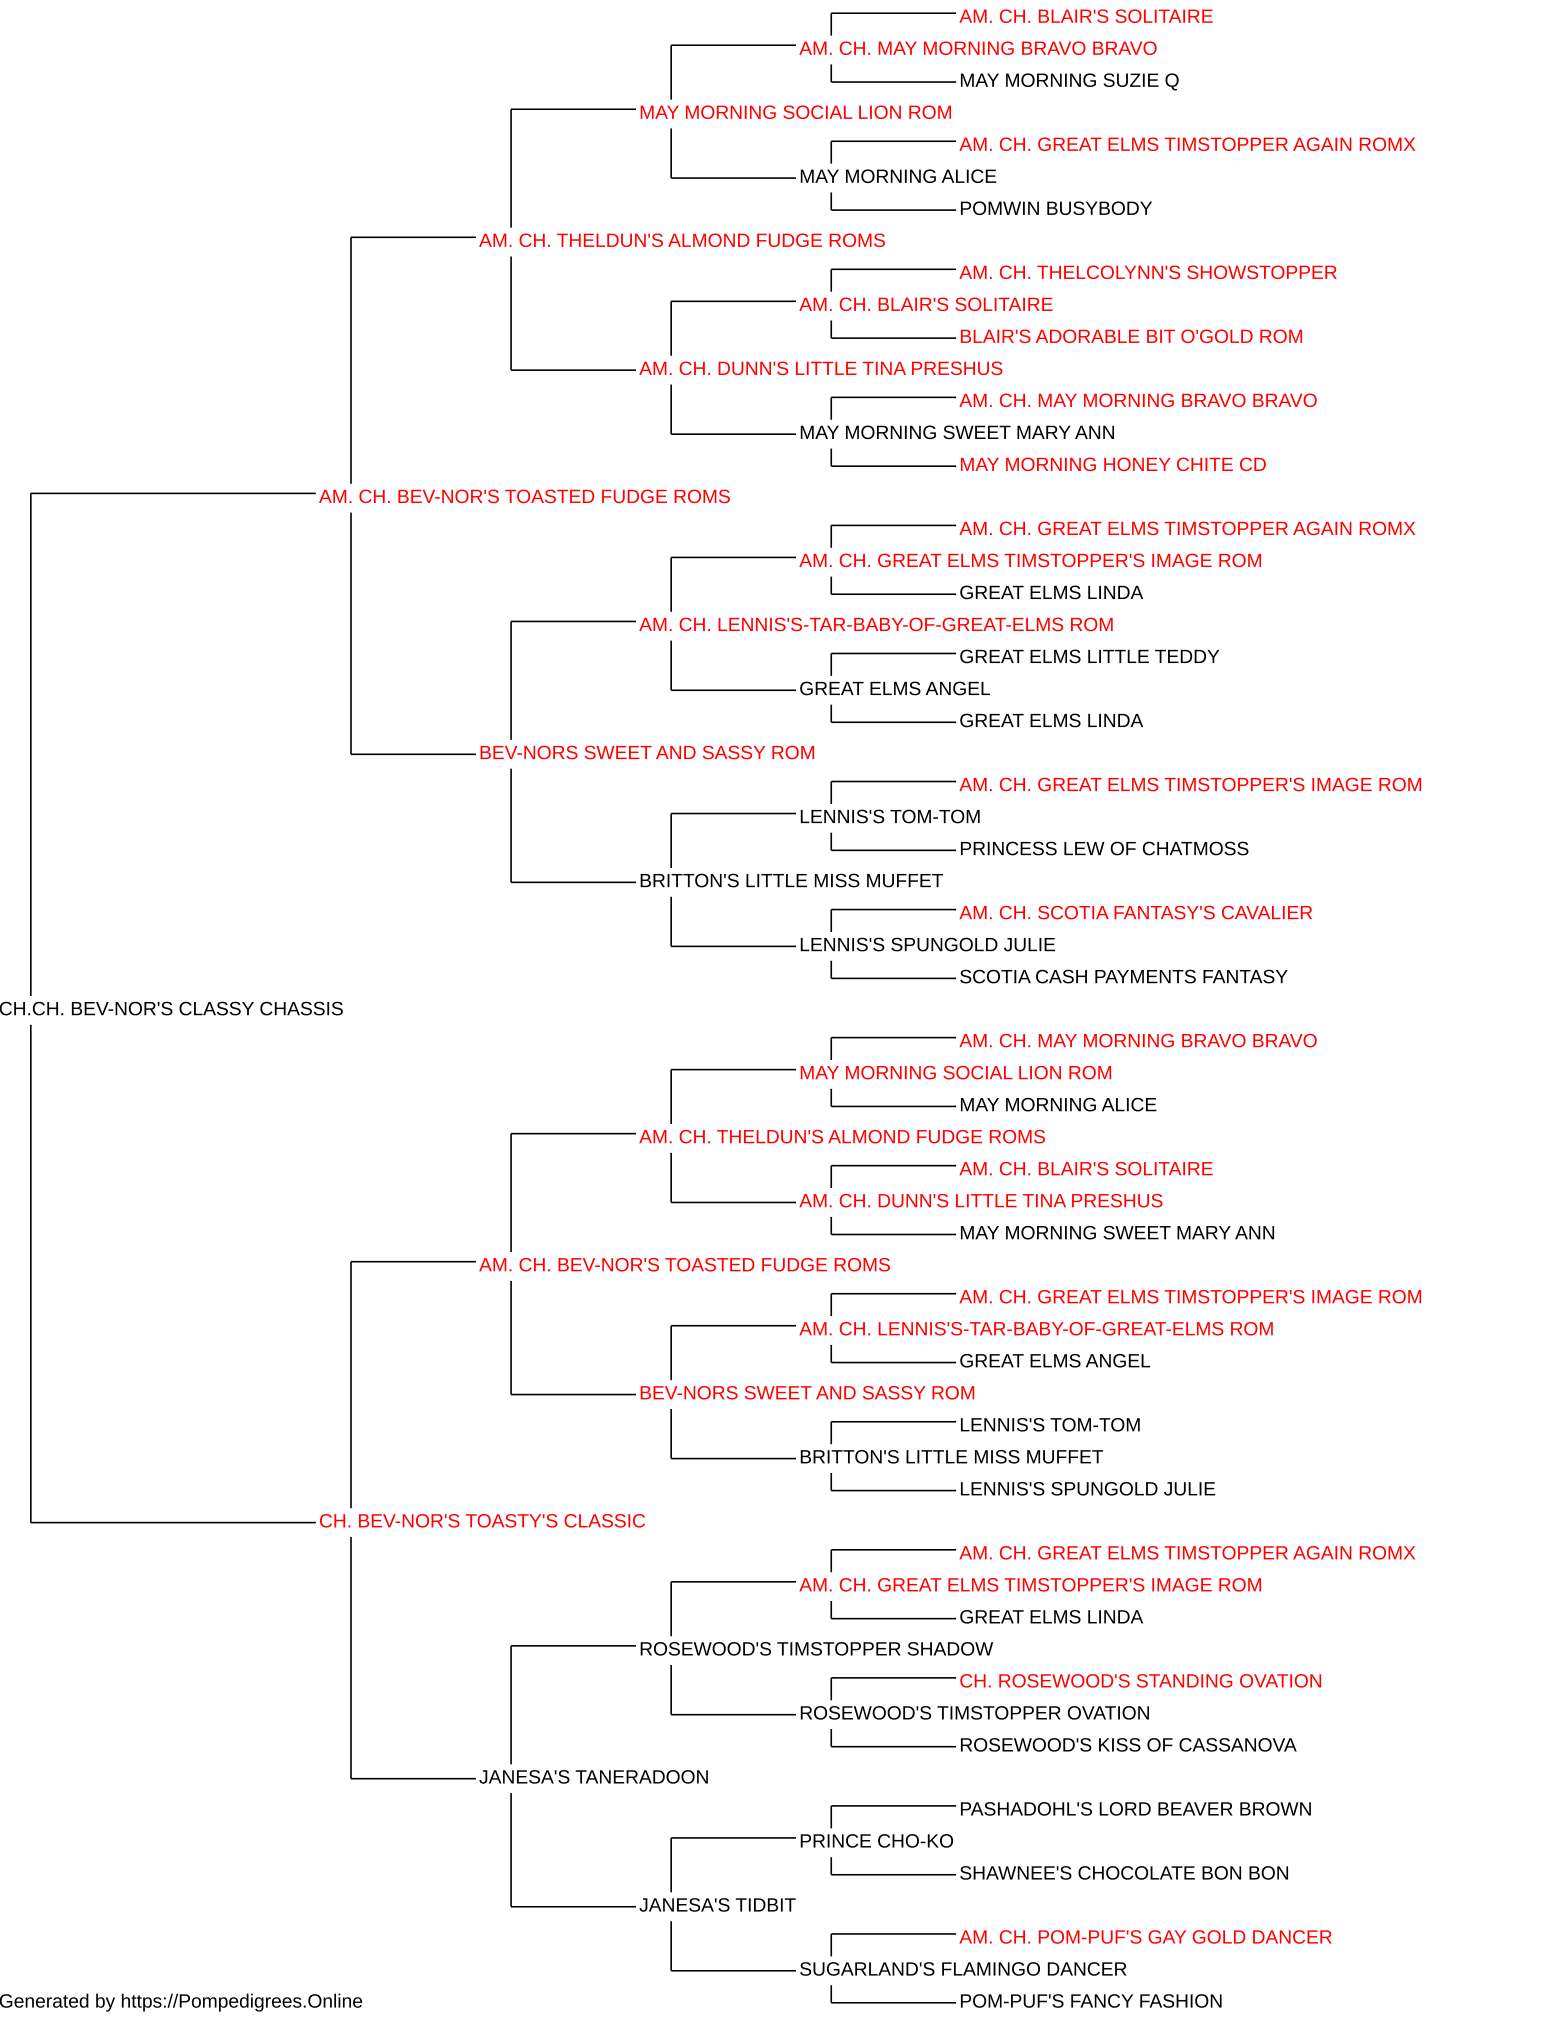 AM. CH. BLAIR'S SOLITAIRE
AM. CH. MAY MORNING BRAVO BRAVO
MAY MORNING SUZIE Q
MAY MORNING SOCIAL LION ROM
AM. CH. GREAT ELMS TIMSTOPPER AGAIN ROMX
MAY MORNING ALICE
POMWIN BUSYBODY
AM. CH. THELDUN'S ALMOND FUDGE ROMS
AM. CH. THELCOLYNN'S SHOWSTOPPER
AM. CH. BLAIR'S SOLITAIRE
BLAIR'S ADORABLE BIT O'GOLD ROM
AM. CH. DUNN'S LITTLE TINA PRESHUS
AM. CH. MAY MORNING BRAVO BRAVO
MAY MORNING SWEET MARY ANN
MAY MORNING HONEY CHITE CD
AM. CH. BEV-NOR'S TOASTED FUDGE ROMS
AM. CH. GREAT ELMS TIMSTOPPER AGAIN ROMX
AM. CH. GREAT ELMS TIMSTOPPER'S IMAGE ROM
GREAT ELMS LINDA
AM. CH. LENNIS'S-TAR-BABY-OF-GREAT-ELMS ROM
GREAT ELMS LITTLE TEDDY
GREAT ELMS ANGEL
GREAT ELMS LINDA
BEV-NORS SWEET AND SASSY ROM
AM. CH. GREAT ELMS TIMSTOPPER'S IMAGE ROM
LENNIS'S TOM-TOM
PRINCESS LEW OF CHATMOSS
BRITTON'S LITTLE MISS MUFFET
AM. CH. SCOTIA FANTASY'S CAVALIER
LENNIS'S SPUNGOLD JULIE
SCOTIA CASH PAYMENTS FANTASY
CH.CH. BEV-NOR'S CLASSY CHASSIS
AM. CH. MAY MORNING BRAVO BRAVO
MAY MORNING SOCIAL LION ROM
MAY MORNING ALICE
AM. CH. THELDUN'S ALMOND FUDGE ROMS
AM. CH. BLAIR'S SOLITAIRE
AM. CH. DUNN'S LITTLE TINA PRESHUS
MAY MORNING SWEET MARY ANN
AM. CH. BEV-NOR'S TOASTED FUDGE ROMS
AM. CH. GREAT ELMS TIMSTOPPER'S IMAGE ROM
AM. CH. LENNIS'S-TAR-BABY-OF-GREAT-ELMS ROM
GREAT ELMS ANGEL
BEV-NORS SWEET AND SASSY ROM
LENNIS'S TOM-TOM
BRITTON'S LITTLE MISS MUFFET
LENNIS'S SPUNGOLD JULIE
CH. BEV-NOR'S TOASTY'S CLASSIC
AM. CH. GREAT ELMS TIMSTOPPER AGAIN ROMX
AM. CH. GREAT ELMS TIMSTOPPER'S IMAGE ROM
GREAT ELMS LINDA
ROSEWOOD'S TIMSTOPPER SHADOW
CH. ROSEWOOD'S STANDING OVATION
ROSEWOOD'S TIMSTOPPER OVATION
ROSEWOOD'S KISS OF CASSANOVA
JANESA'S TANERADOON
PASHADOHL'S LORD BEAVER BROWN
PRINCE CHO-KO
SHAWNEE'S CHOCOLATE BON BON
JANESA'S TIDBIT
AM. CH. POM-PUF'S GAY GOLD DANCER
SUGARLAND'S FLAMINGO DANCER
POM-PUF'S FANCY FASHION
Generated by https://Pompedigrees.Online